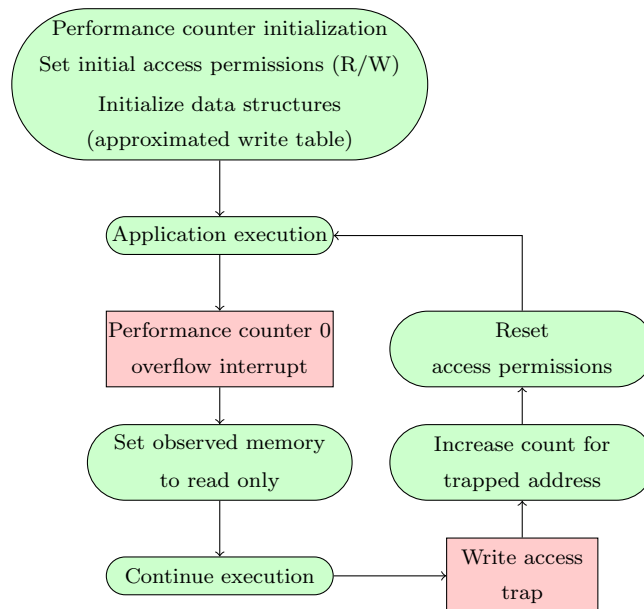 Performance counter initialization
Set initial access permissions (R/W)
Initialize data structures
(approximated write table)
Application execution
Performance counter 0
overflow interrupt
Set observed memory
to read only
Continue execution
Write access
trap
Increase count for
trapped address
Reset
access permissions